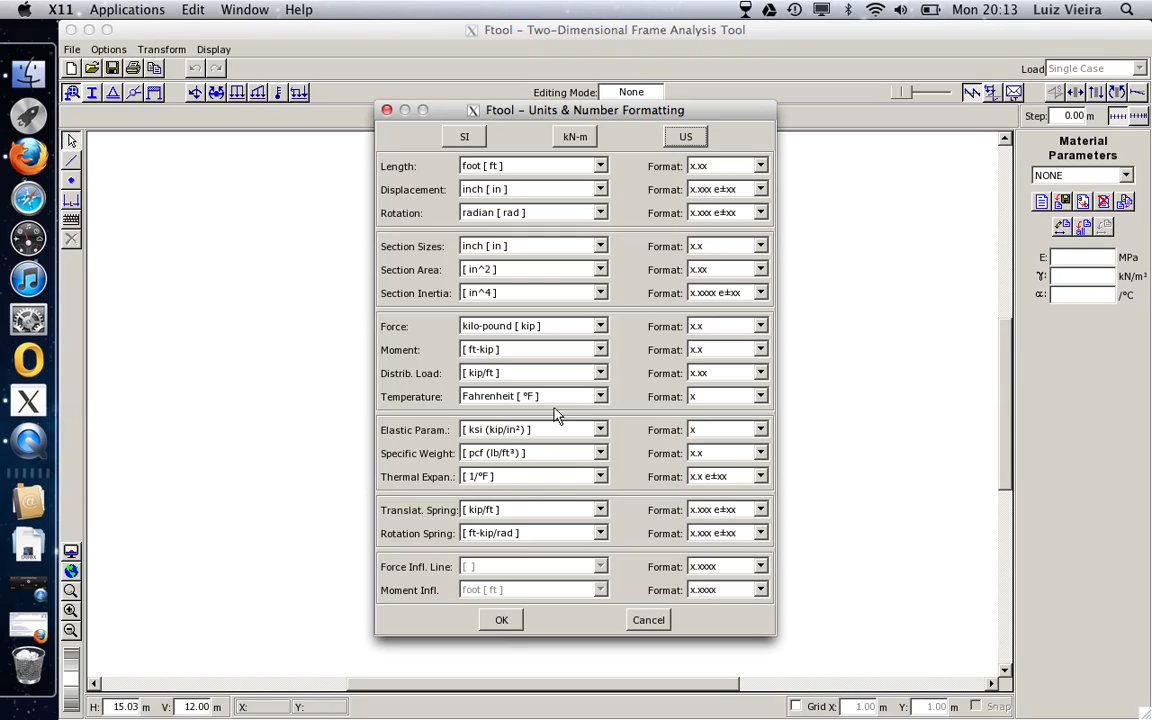 X11 Applications Edit Window Help Mon 20:13 Luiz Vieira
Ftool - Two-Dimensional Frame Analysis Tool
File Options Transform Display
Load Single Case
Editing Mode: None
Step: 0.00 m
Ftool - Units & Number Formatting
SI kN-m US
Length: foot [ ft ] Format: x.xx
Displacement: inch [ in ] Format: x.xxx e±xx
Rotation: radian [ rad ] Format: x.xxx e±xx
Section Sizes: inch [ in ] Format: x.x
Section Area: [ in^2 ] Format: x.xx
Section Inertia: [ in^4 ] Format: x.xxxx e±xx
Force: kilo-pound [ kip ] Format: x.x
Moment: [ ft-kip ] Format: x.x
Distrib. Load: [ kip/ft ] Format: x.xx
Temperature: Fahrenheit [ °F ] Format: x
Elastic Param.: [ ksi (kip/in²) ] Format: x
Specific Weight: [ pcf (lb/ft³) ] Format: x.x
Thermal Expan.: [ 1/°F ] Format: x.x e±xx
Translat. Spring: [ kip/ft ] Format: x.xxx e±xx
Rotation Spring: [ ft-kip/rad ] Format: x.xxx e±xx
Force Infl. Line: [ ] Format: x.xxxx
Moment Infl. foot [ ft ] Format: x.xxxx
OK Cancel
Material
Parameters
NONE
E: MPa
γ: kN/m³
α: /°C
H: 15.03 m V: 12.00 m X: Y: Grid X: 1.00 m Y: 1.00 m Snap